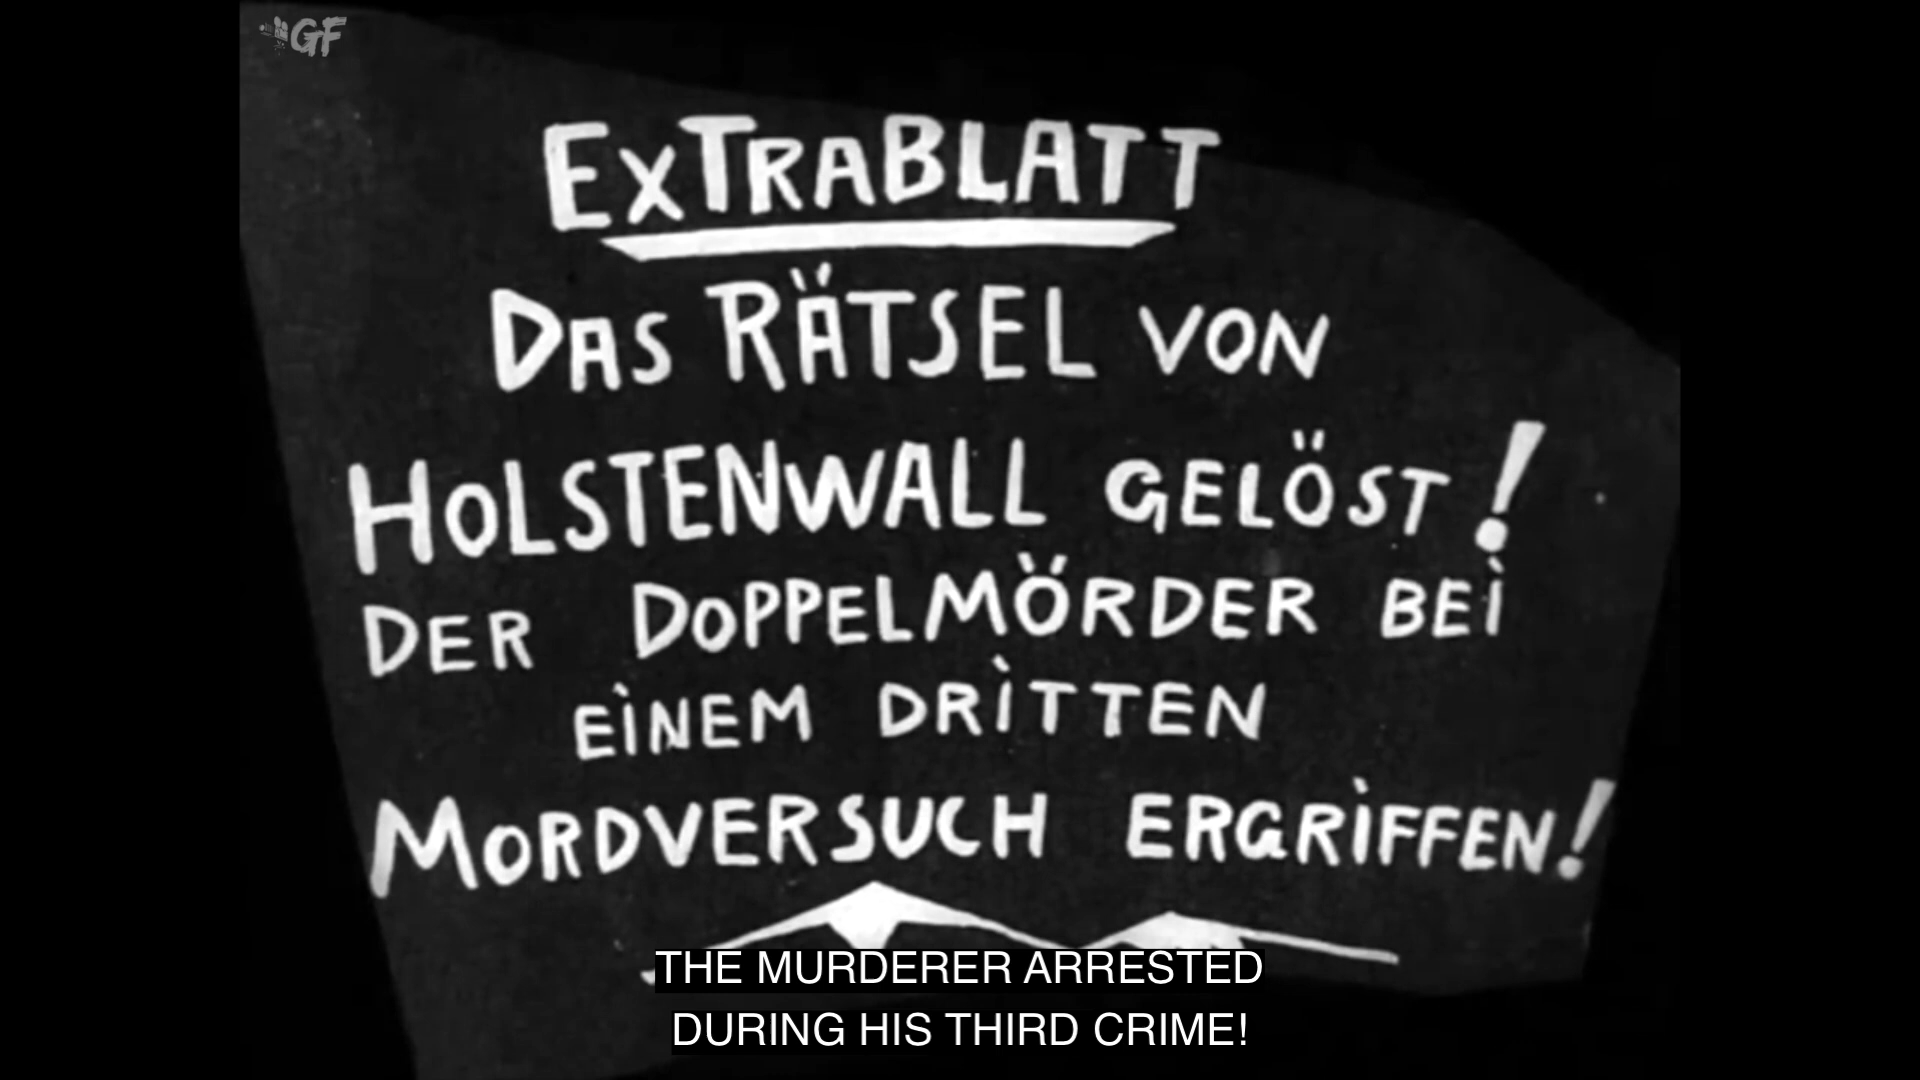 GF
EXTRABLATT
DAS RÄTSEL VON
HOLSTENWALL GELÖST!
DER DOPPELMÖRDER BEI
EINEM DRITTEN
MORDVERSUCH ERGRIFFEN!
THE MURDERER ARRESTED
DURING HIS THIRD CRIME!